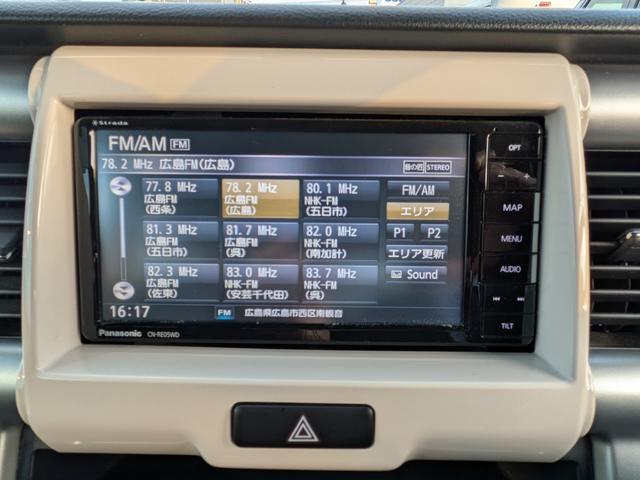 Strada
FM/AM FM
78.2 MHz 広島FM(広島)
音の匠 STEREO
77.8 MHz
広島FM
(西条)
78.2 MHz
広島FM
(広島)
80.1 MHz
NHK-FM
(五日市)
FM/AM
エリア
81.3 MHz
広島FM
(五日市)
81.7 MHz
広島FM
(呉)
82.0 MHz
NHK-FM
(南加計)
P1 P2
エリア更新
82.3 MHz
広島FM
(佐東)
83.0 MHz
NHK-FM
(安芸千代田)
83.7 MHz
NHK-FM
(呉)
Sound
16:17
FM 広島県広島市西区南観音
Panasonic CN-RE05WD
OPT
- +
MAP
MENU
AUDIO
TILT